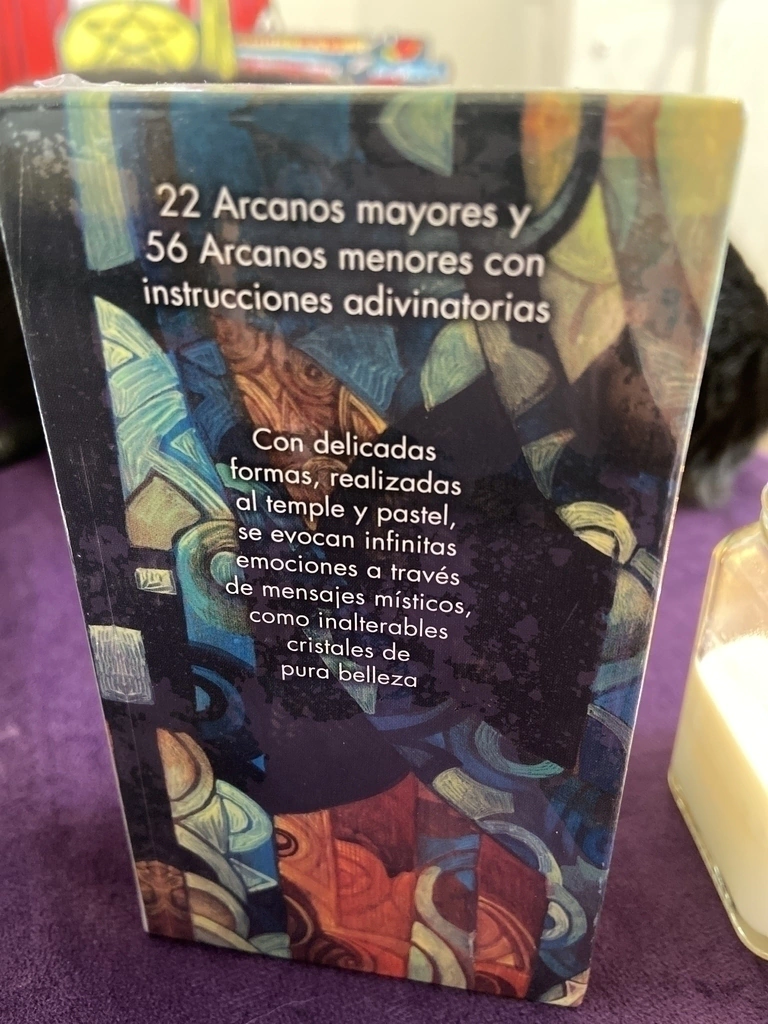 22 Arcanos mayores y
56 Arcanos menores con
instrucciones adivinatorias
Con delicadas
formas, realizadas
al temple y pastel,
se evocan infinitas
emociones a través
de mensajes místicos,
como inalterables
cristales de
pura belleza